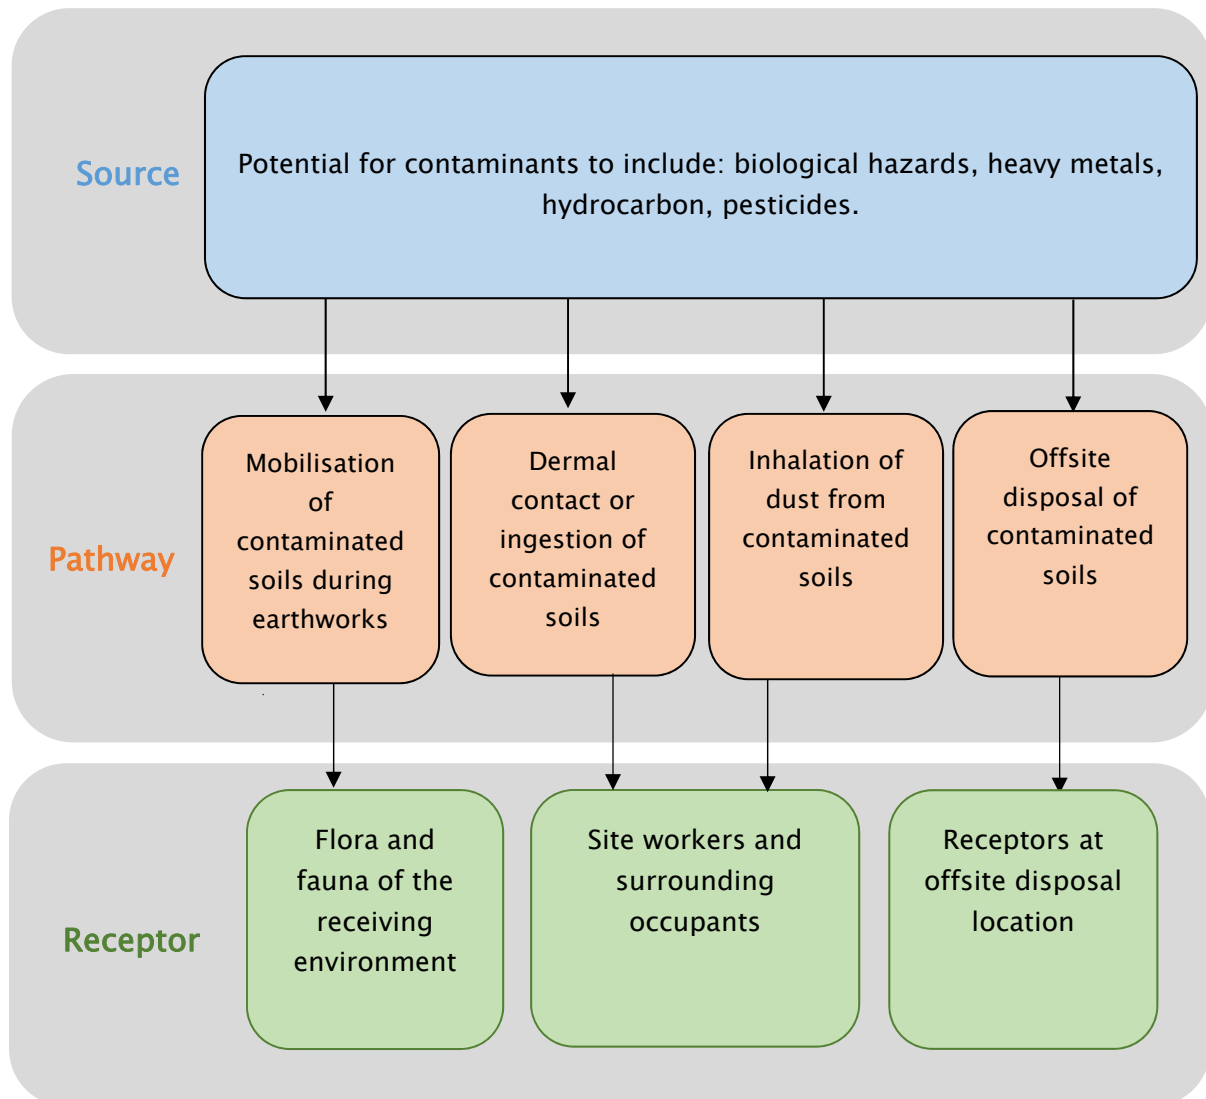 Source
Potential for contaminants to include: biological hazards, heavy metals,
hydrocarbon, pesticides.
Pathway
Mobilisation
of
contaminated
soils during
earthworks
Dermal
contact or
ingestion of
contaminated
soils
Inhalation of
dust from
contaminated
soils
Offsite
disposal of
contaminated
soils
Receptor
Flora and
fauna of the
receiving
environment
Site workers and
surrounding
occupants
Receptors at
offsite disposal
location